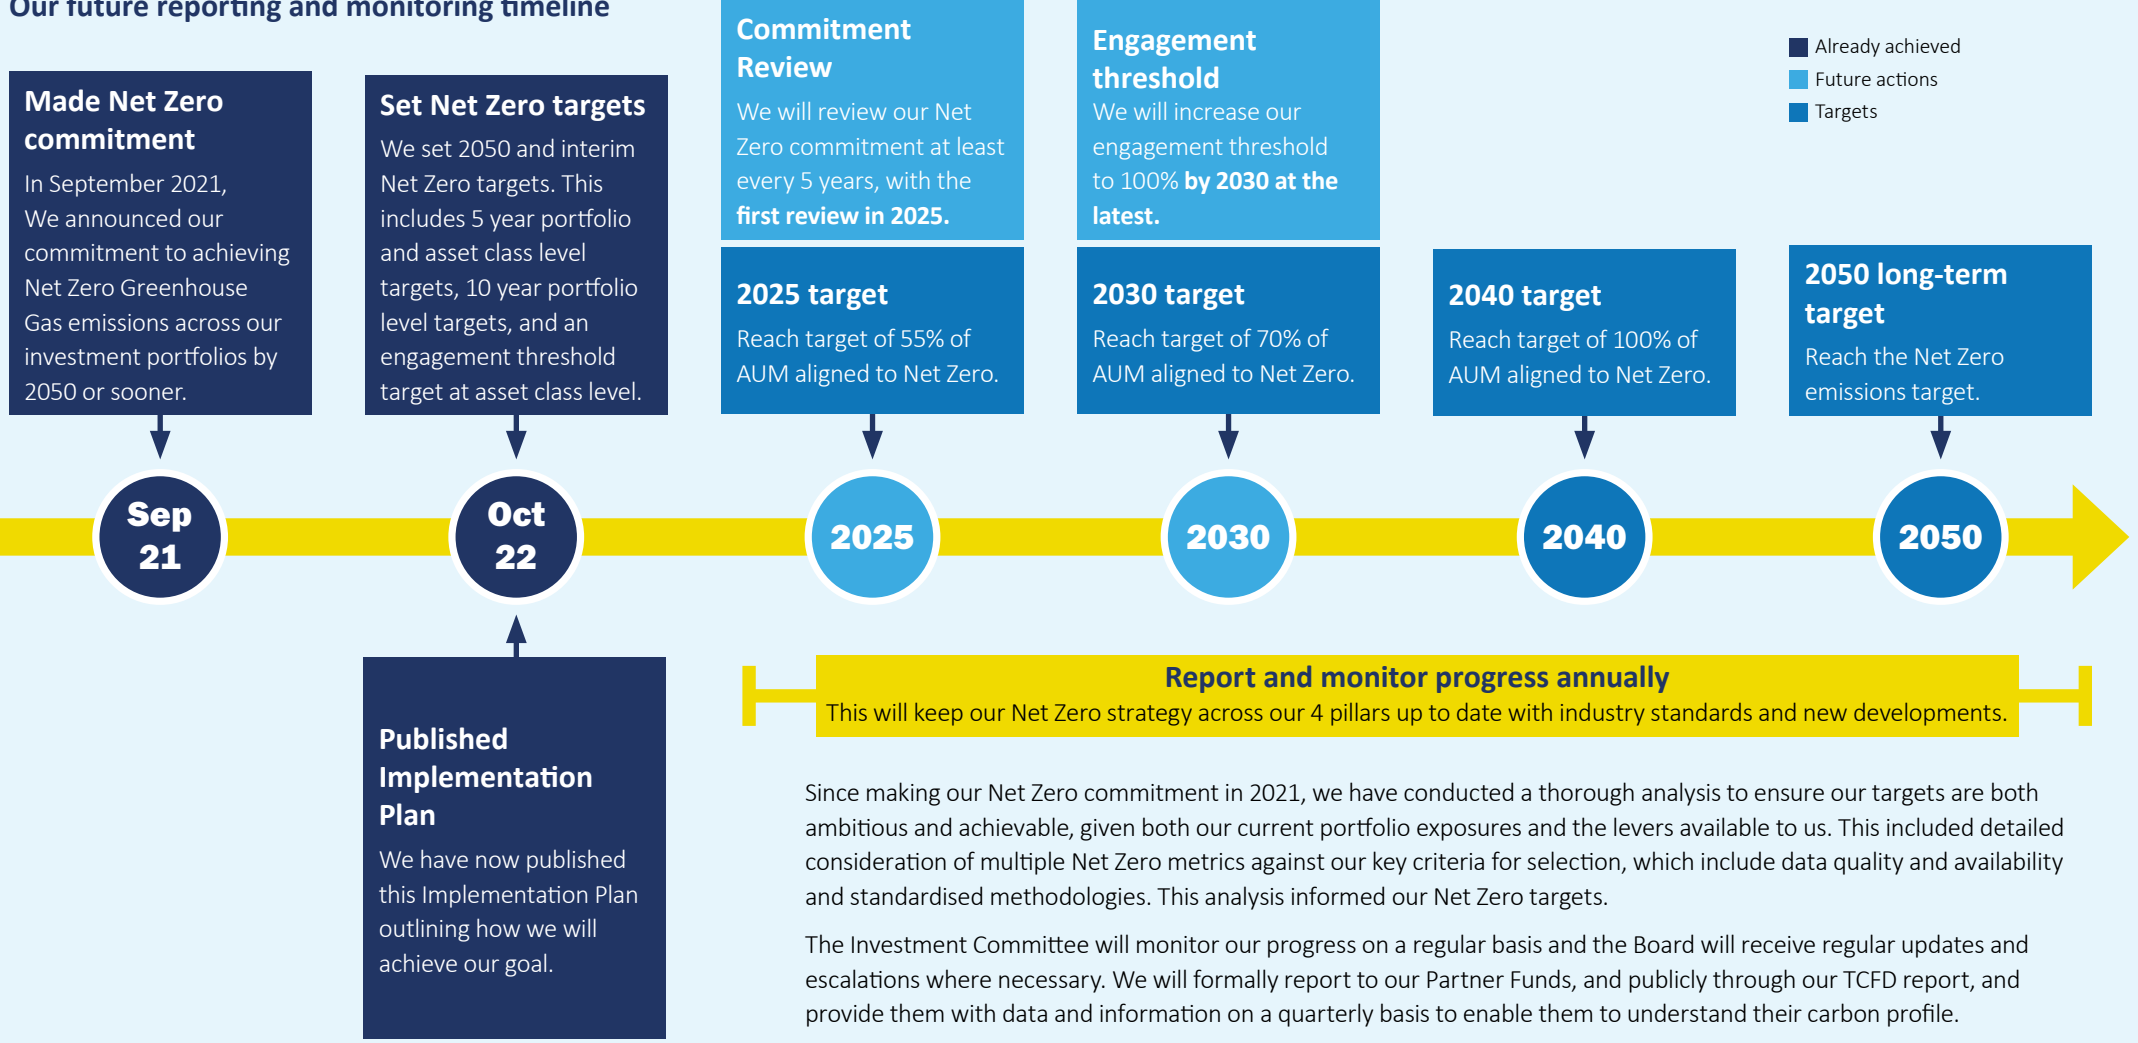 Our future reporting and monitoring timeline
Already achieved
Future actions
Targets
Made Net Zero
commitment
In September 2021,
We announced our
commitment to achieving
Net Zero Greenhouse
Gas emissions across our
investment portfolios by
2050 or sooner.
Set Net Zero targets
We set 2050 and interim
Net Zero targets. This
includes 5 year portfolio
and asset class level
targets, 10 year portfolio
level targets, and an
engagement threshold
target at asset class level.
Commitment
Review
We will review our Net
Zero commitment at least
every 5 years, with the
first review in 2025.
2025 target
Reach target of 55% of
AUM aligned to Net Zero.
Engagement
threshold
We will increase our
engagement threshold
to 100% by 2030 at the
latest.
2030 target
Reach target of 70% of
AUM aligned to Net Zero.
2040 target
Reach target of 100% of
AUM aligned to Net Zero.
2050 long-term
target
Reach the Net Zero
emissions target.
Sep
21
Oct
22
2025
2030
2040
2050
Published
Implementation
Plan
We have now published
this Implementation Plan
outlining how we will
achieve our goal.
Report and monitor progress annually
This will keep our Net Zero strategy across our 4 pillars up to date with industry standards and new developments.
Since making our Net Zero commitment in 2021, we have conducted a thorough analysis to ensure our targets are both
ambitious and achievable, given both our current portfolio exposures and the levers available to us. This included detailed
consideration of multiple Net Zero metrics against our key criteria for selection, which include data quality and availability
and standardised methodologies. This analysis informed our Net Zero targets.
The Investment Committee will monitor our progress on a regular basis and the Board will receive regular updates and
escalations where necessary. We will formally report to our Partner Funds, and publicly through our TCFD report, and
provide them with data and information on a quarterly basis to enable them to understand their carbon profile.